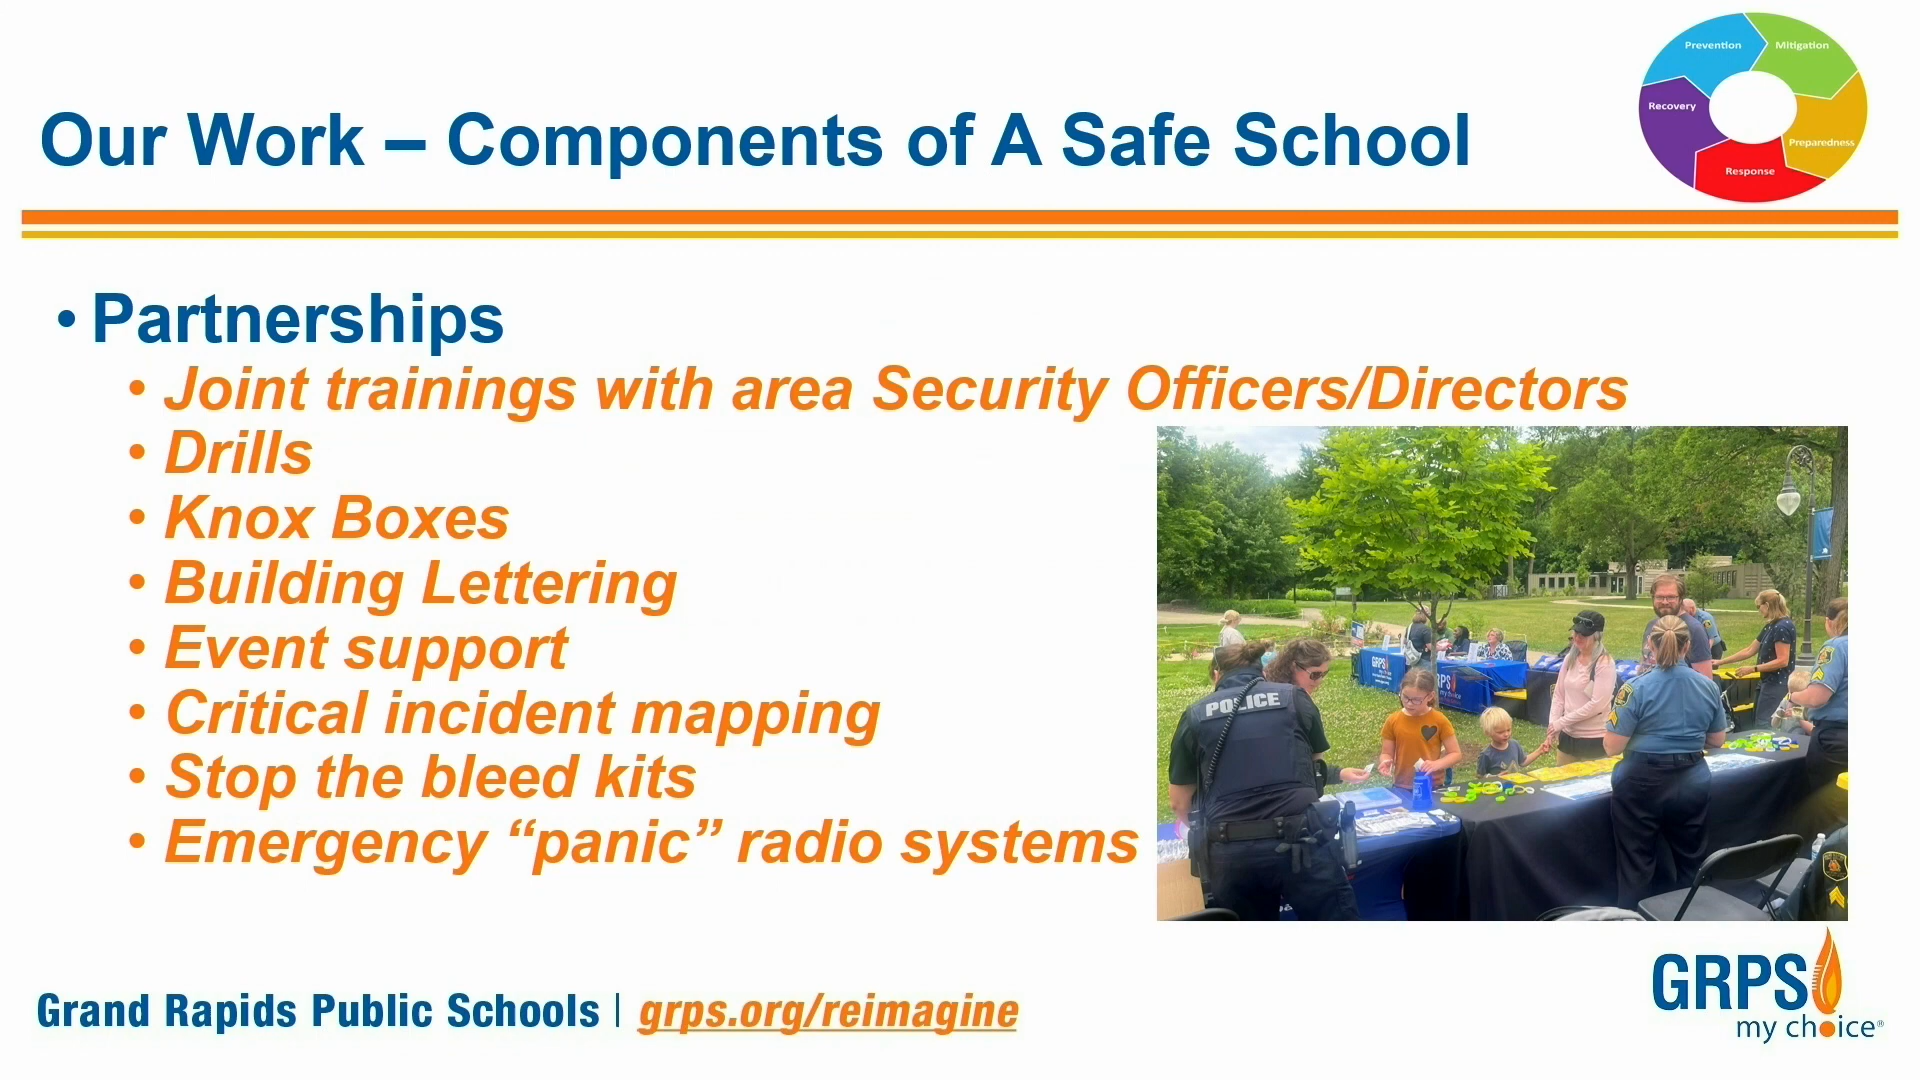 Prevention
Mitigation
Recovery
Preparedness
Response
Our Work – Components of A Safe School
• Partnerships
• Joint trainings with area Security Officers/Directors
• Drills
• Knox Boxes
• Building Lettering
• Event support
• Critical incident mapping
• Stop the bleed kits
• Emergency “panic” radio systems
POLICE
GRPS
Grand Rapids Public Schools | grps.org/reimagine
GRPS
my choice®